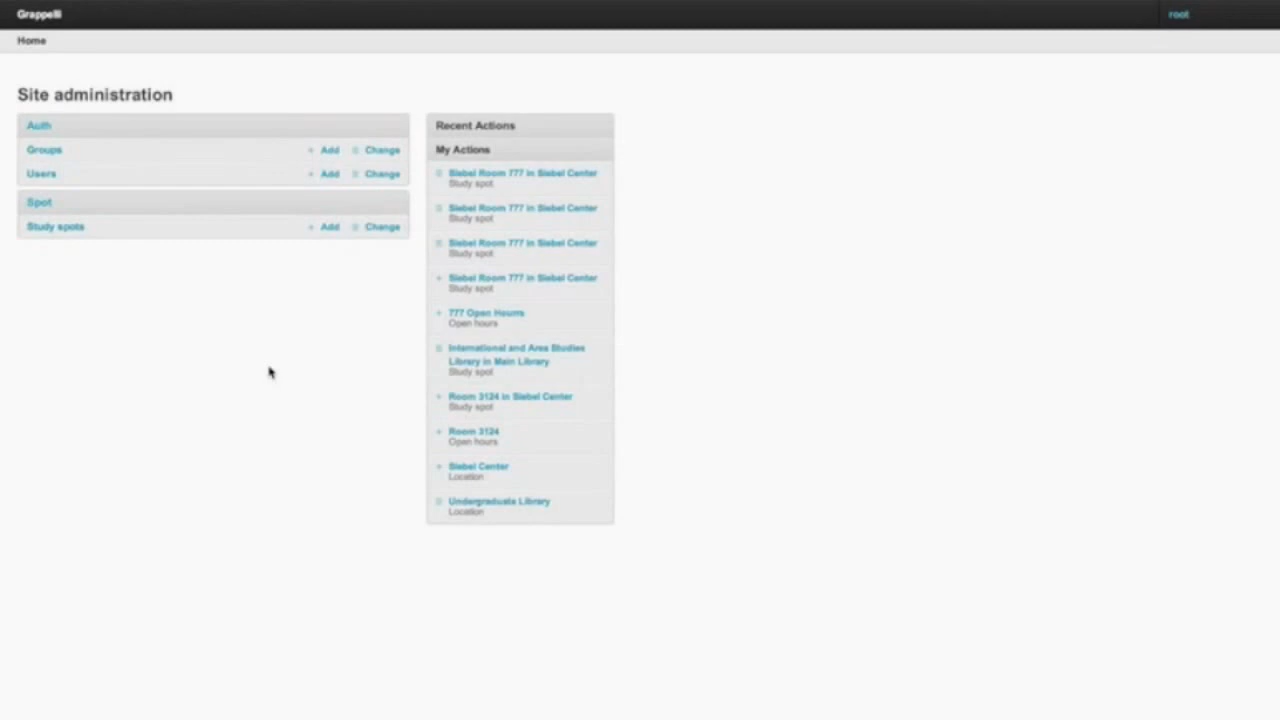 Grappelli
root
Home
Site administration
Auth
Groups Add Change
Users Add Change
Spot
Study spots Add Change
Recent Actions
My Actions
Siebel Room 777 in Siebel Center
Study spot
Siebel Room 777 in Siebel Center
Study spot
Siebel Room 777 in Siebel Center
Study spot
Siebel Room 777 in Siebel Center
Study spot
777 Open Hourrs
Open hours
International and Area Studies
Library in Main Library
Study spot
Room 3124 in Siebel Center
Study spot
Room 3124
Open hours
Siebel Center
Location
Undergraduate Library
Location